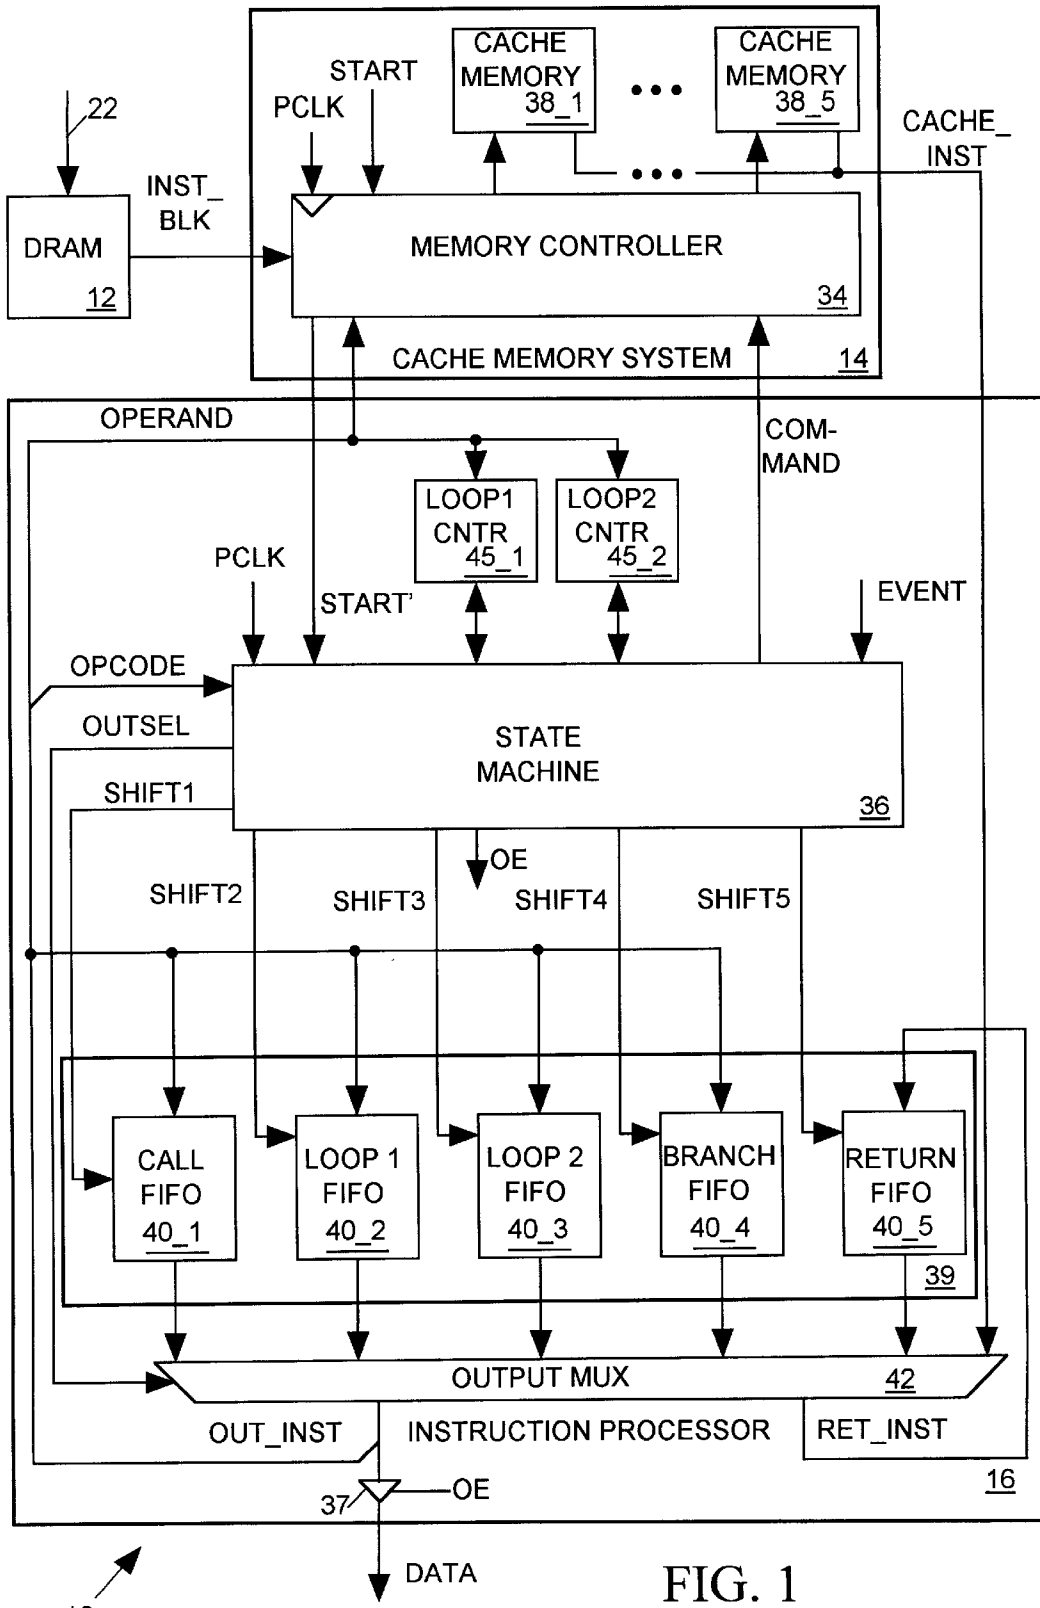 CACHE
MEMORY
38_1
CACHE
MEMORY
38_5
START
PCLK
CACHE_
INST
22
INST_
BLK
DRAM
12
MEMORY CONTROLLER
34
CACHE MEMORY SYSTEM
14
OPERAND
COM-
MAND
LOOP1
CNTR
45_1
LOOP2
CNTR
45_2
PCLK
START'
EVENT
OPCODE
OUTSEL
STATE
MACHINE
36
SHIFT1
OE
SHIFT2
SHIFT3
SHIFT4
SHIFT5
CALL
FIFO
40_1
LOOP 1
FIFO
40_2
LOOP 2
FIFO
40_3
BRANCH
FIFO
40_4
RETURN
FIFO
40_5
39
OUTPUT MUX
42
OUT_INST
INSTRUCTION PROCESSOR
RET_INST
16
37
OE
DATA
FIG. 1